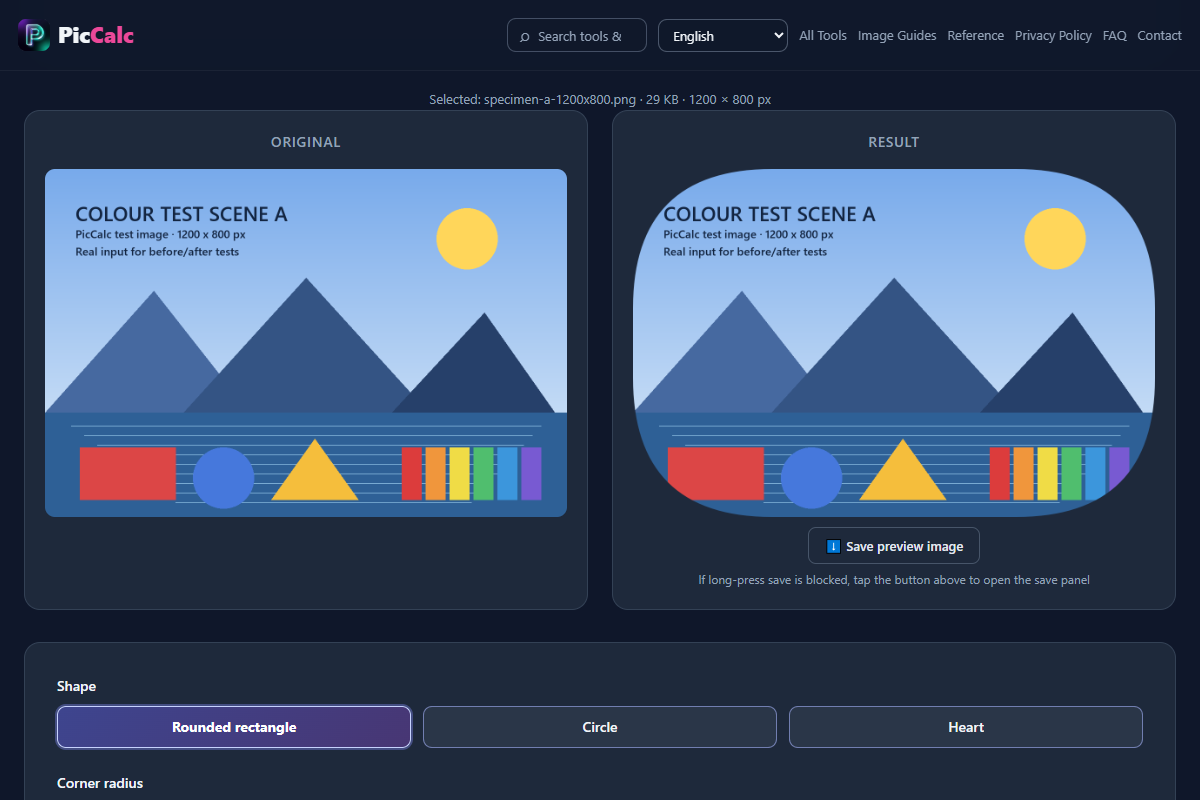 PicCalc
Search tools &
English
All Tools
Image Guides
Reference
Privacy Policy
FAQ
Contact
Selected: specimen-a-1200x800.png · 29 KB · 1200 × 800 px
ORIGINAL
COLOUR TEST SCENE A
PicCalc test image · 1200 x 800 px
Real input for before/after tests
RESULT
COLOUR TEST SCENE A
PicCalc test image · 1200 x 800 px
Real input for before/after tests
Save preview image
If long-press save is blocked, tap the button above to open the save panel
Shape
Rounded rectangle
Circle
Heart
Corner radius